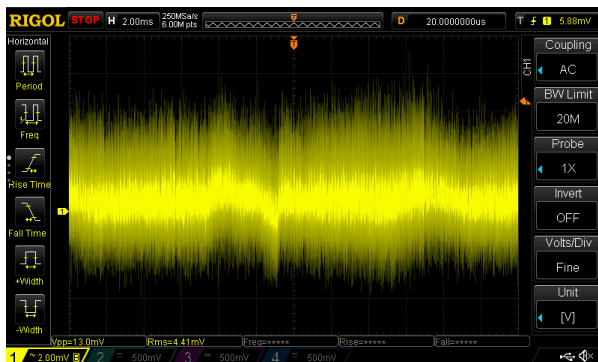 RIGOL STOP H 2.00ms 250MSa/s 6.00M pts T D 20.0000000us T 1 5.88mV
Horizontal
Period
Freq
Rise Time
Fall Time
+Width
-Width
T
T
1
CH1
Coupling
AC
BW Limit
20M
Probe
1X
Invert
OFF
Volts/Div
Fine
Unit
[V]
Vpp=13.0mV Rms=4.41mV Freq=***** Rise=***** Fall=*****
1 ~ 2.00mV B 2 = 500mV 3 ~ 500mV 4 = 500mV